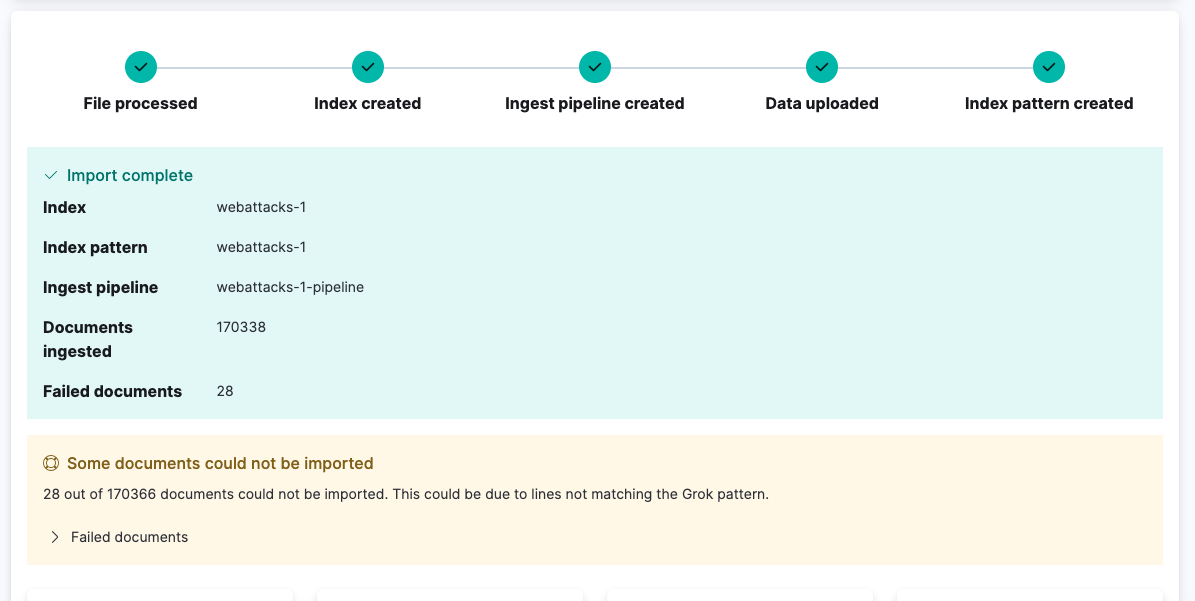 File processed
Index created
Ingest pipeline created
Data uploaded
Index pattern created
Import complete
Index webattacks-1
Index pattern webattacks-1
Ingest pipeline webattacks-1-pipeline
Documents 170338
ingested
Failed documents 28
Some documents could not be imported
28 out of 170366 documents could not be imported. This could be due to lines not matching the Grok pattern.
Failed documents